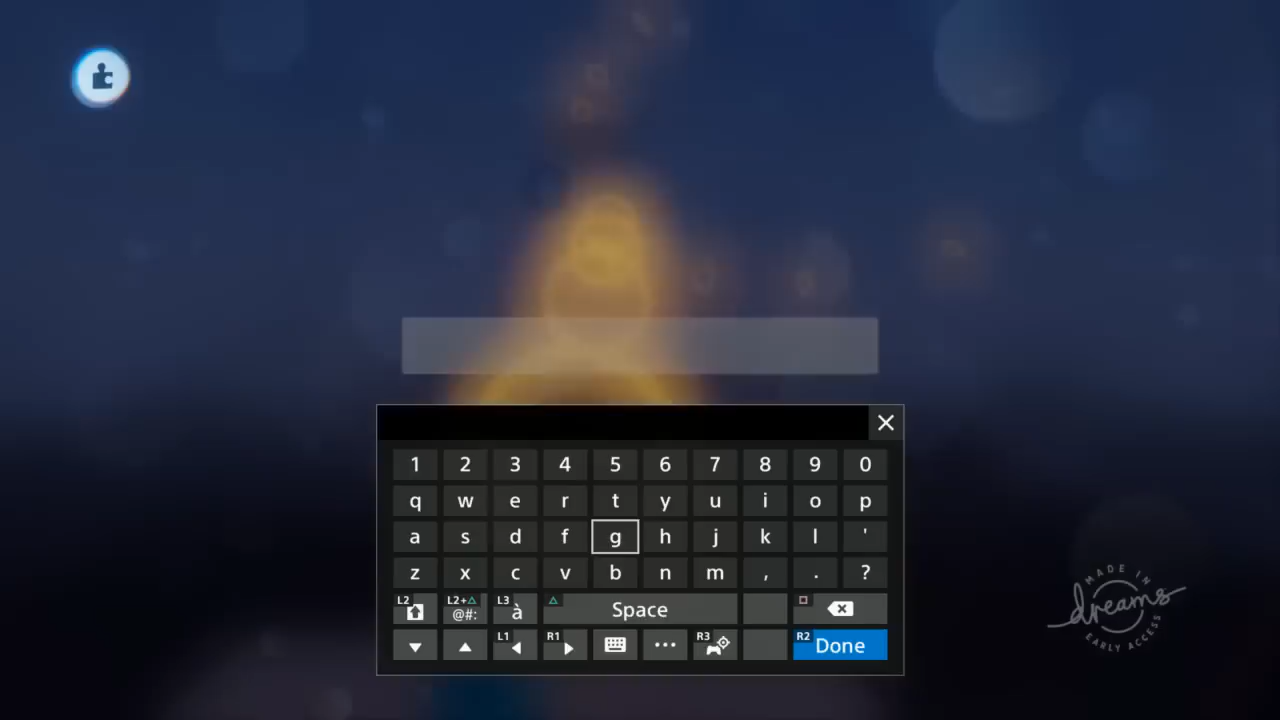 1 2 3 4 5 6 7 8 9 0
q w e r t y u i o p
a s d f g h j k l '
z x c v b n m , . ?
L2 L2+△ @#: L3 à △ Space □
L1 R1 ... R3 R2 Done
MADE IN
dreams
EARLY ACCESS